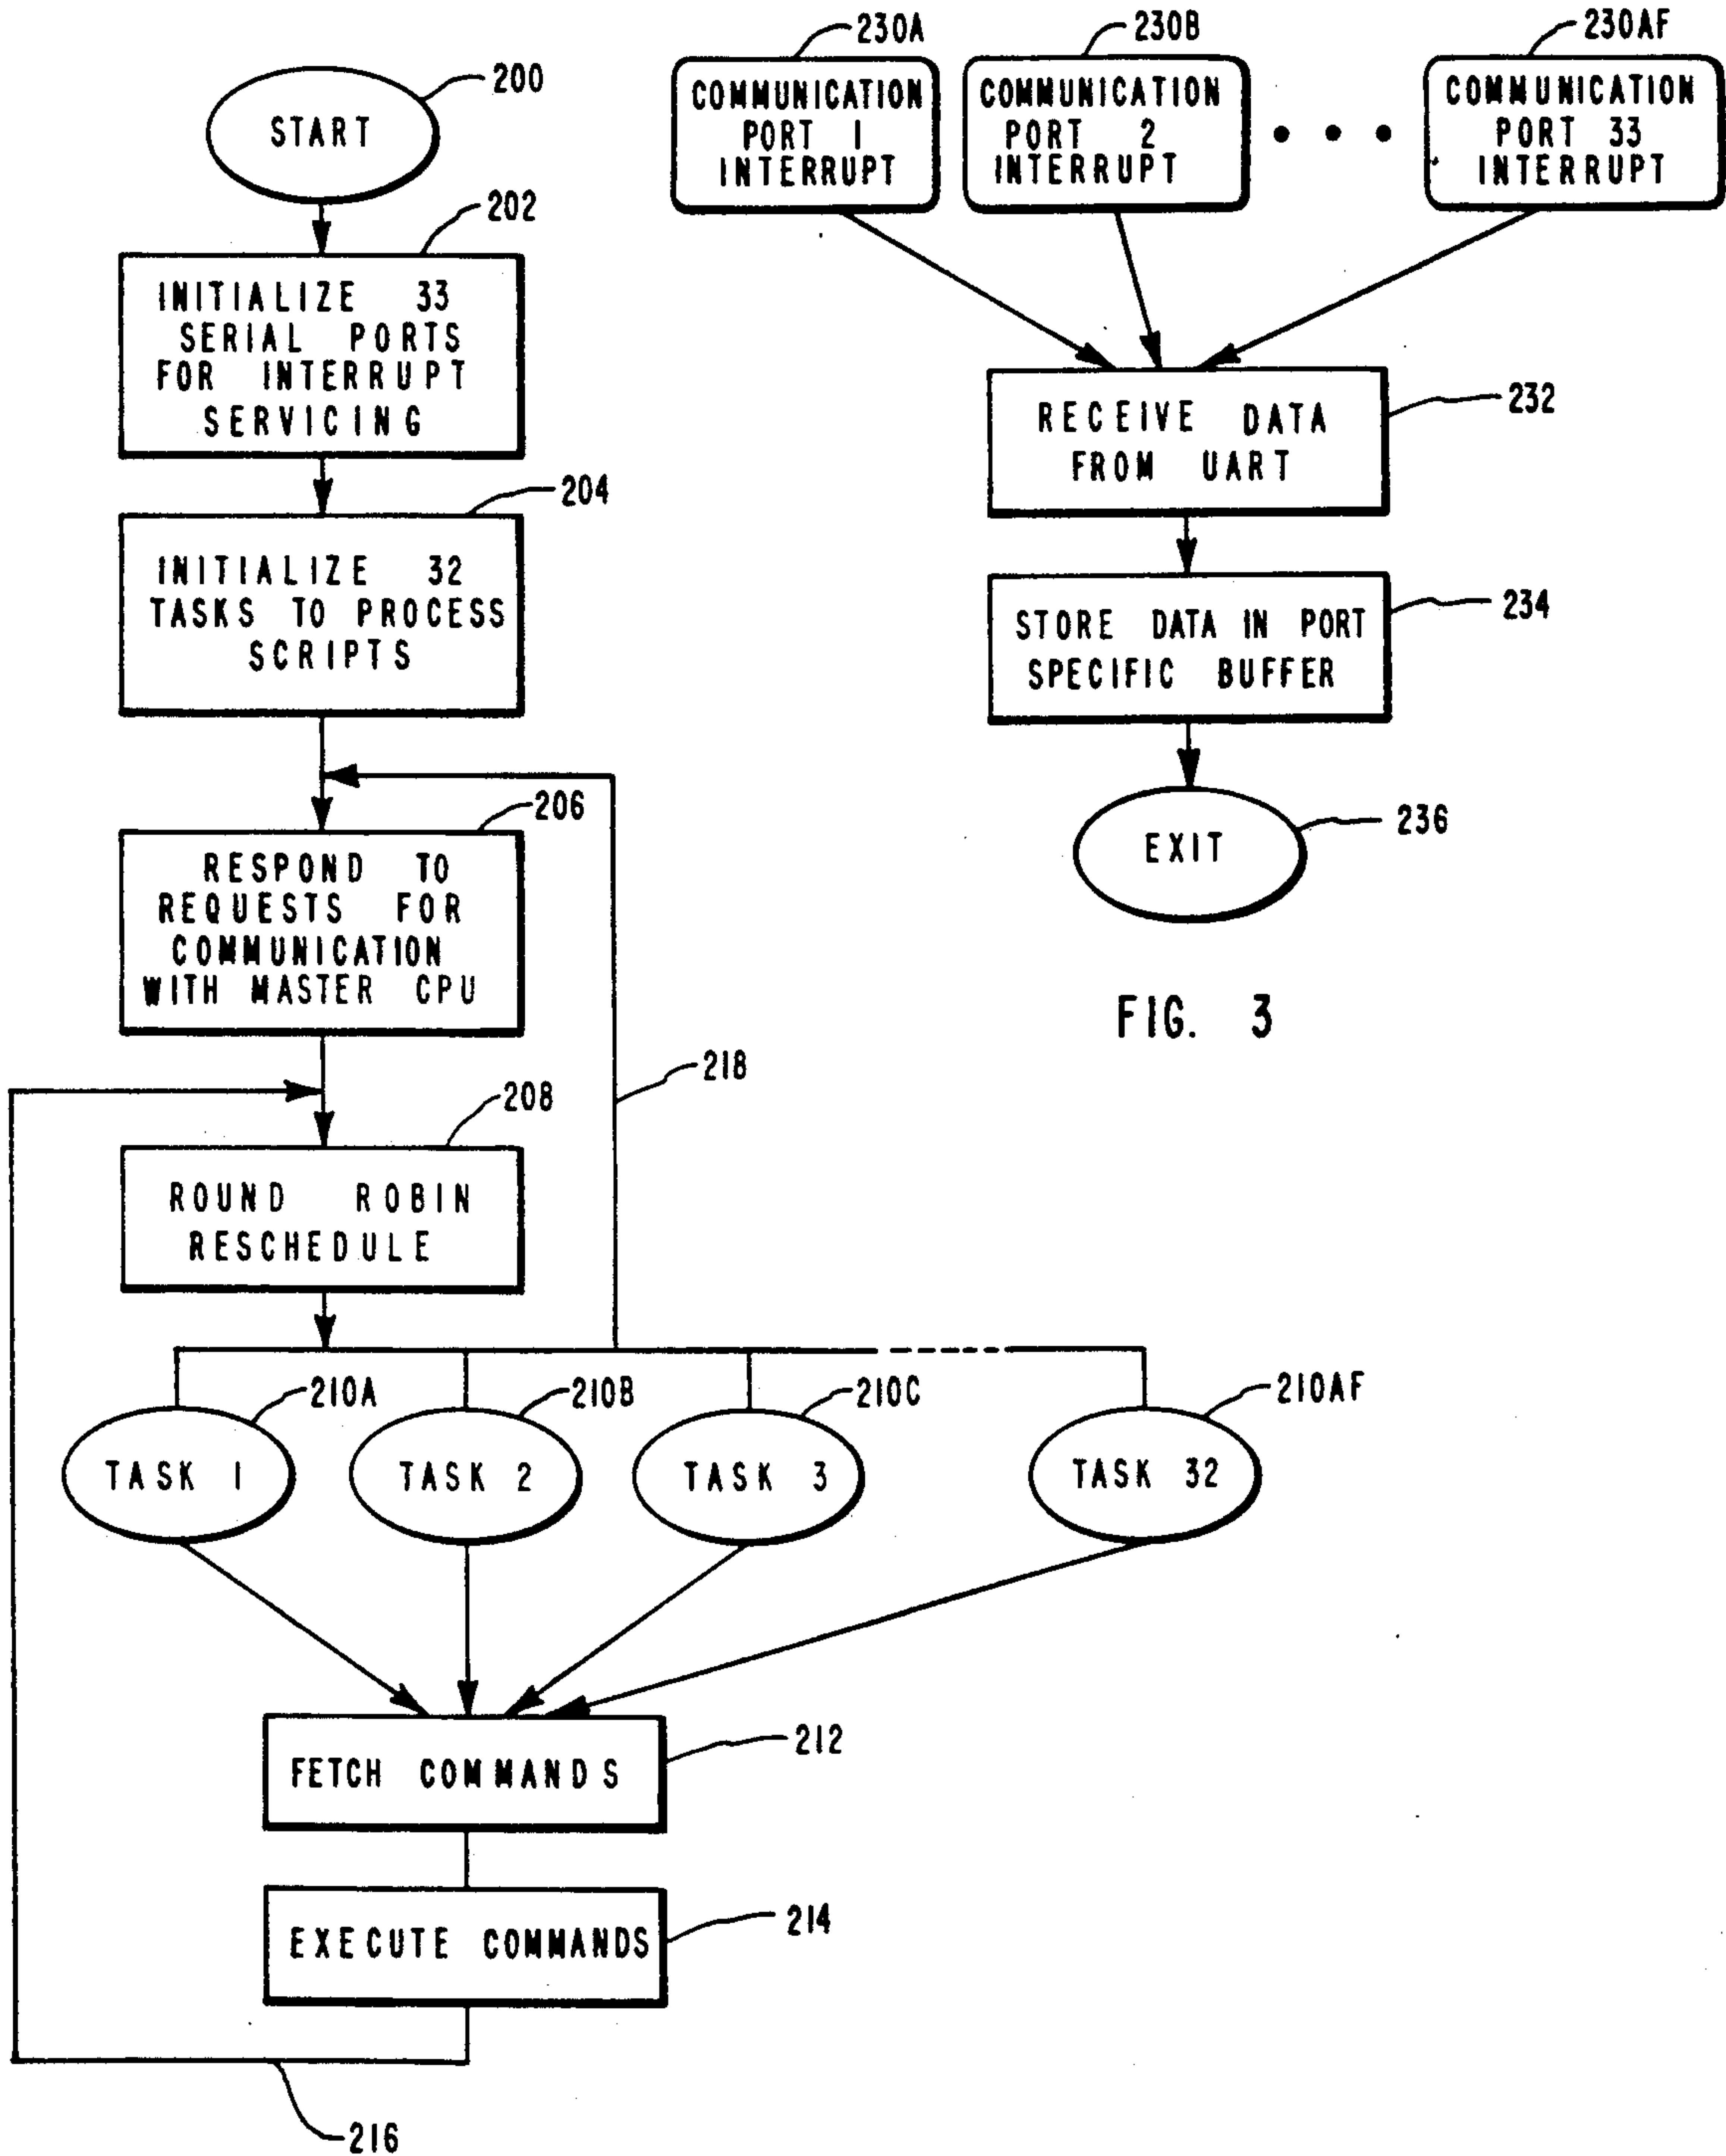 200
START
202
INITIALIZE 33
SERIAL PORTS
FOR INTERRUPT
SERVICING
204
INITIALIZE 32
TASKS TO PROCESS
SCRIPTS
206
RESPOND TO
REQUESTS FOR
COMMUNICATION
WITH MASTER CPU
218
208
ROUND ROBIN
RESCHEDULE
210A
210B
210C
210AF
TASK 1
TASK 2
TASK 3
TASK 32
212
FETCH COMMANDS
214
EXECUTE COMMANDS
216
230A
230B
230AF
COMMUNICATION
PORT 1
INTERRUPT
COMMUNICATION
PORT 2
INTERRUPT
COMMUNICATION
PORT 33
INTERRUPT
232
RECEIVE DATA
FROM UART
234
STORE DATA IN PORT
SPECIFIC BUFFER
236
EXIT
FIG. 3